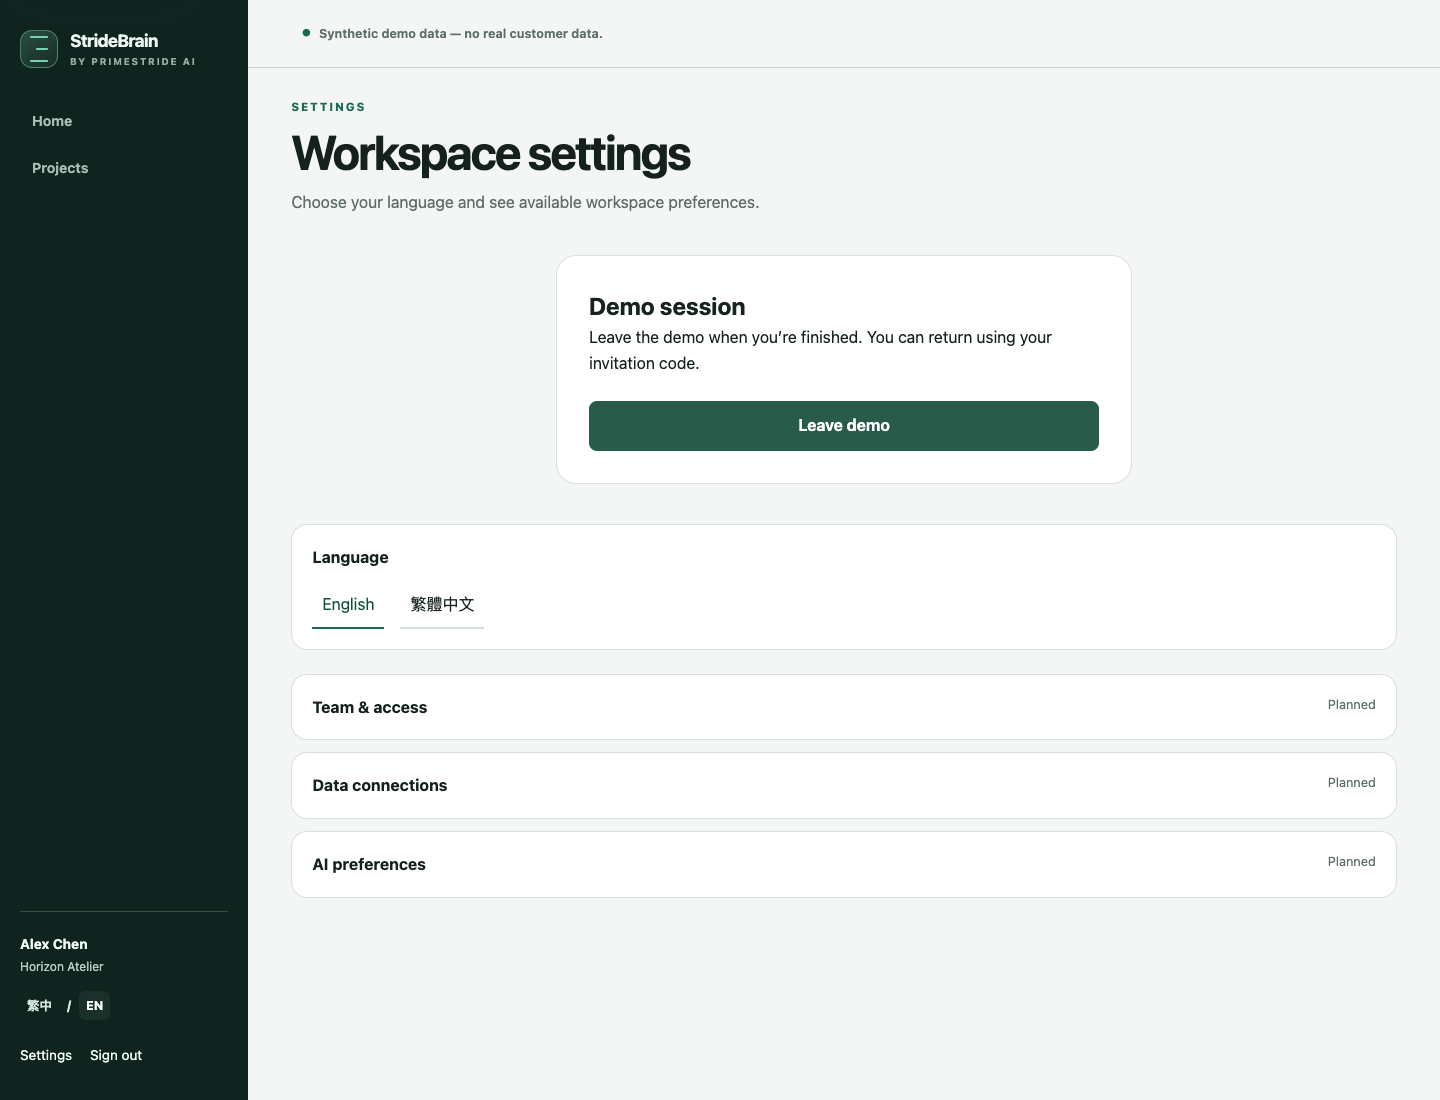 StrideBrain
BY PRIMESTRIDE AI
Home
Projects
Alex Chen
Horizon Atelier
繁中 / EN
Settings Sign out
Synthetic demo data — no real customer data.
SETTINGS
Workspace settings
Choose your language and see available workspace preferences.
Demo session
Leave the demo when you’re finished. You can return using your
invitation code.
Leave demo
Language
English 繁體中文
Team & access Planned
Data connections Planned
AI preferences Planned